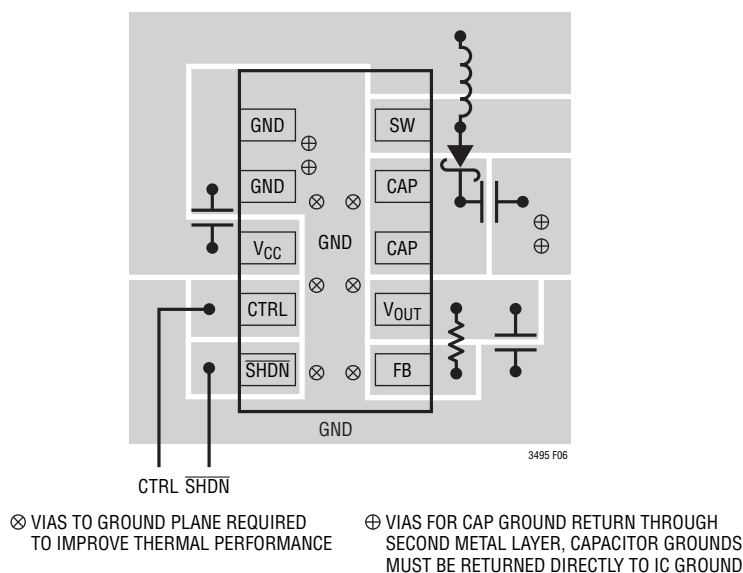 GND SW
GND CAP
VCC GND CAP
CTRL VOUT
SHDN FB
GND
3495 F06
CTRL SHDN
⊗ VIAS TO GROUND PLANE REQUIRED
TO IMPROVE THERMAL PERFORMANCE
⊕ VIAS FOR CAP GROUND RETURN THROUGH
SECOND METAL LAYER, CAPACITOR GROUNDS
MUST BE RETURNED DIRECTLY TO IC GROUND